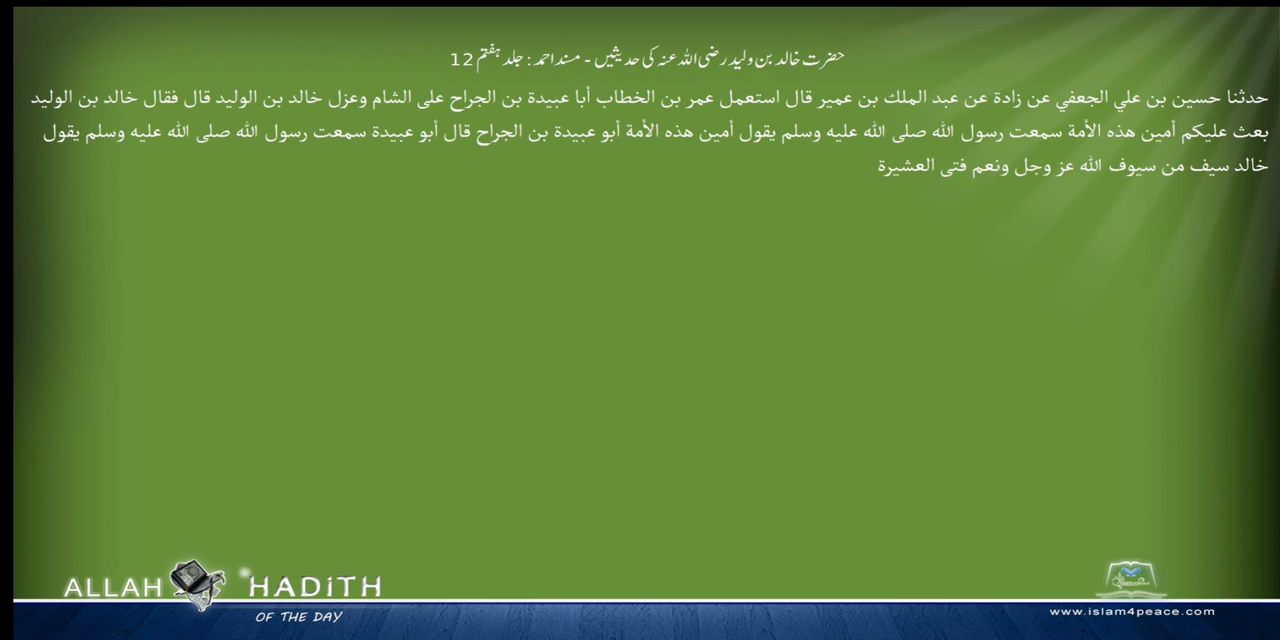 حضرت خالد بن ولید رضی اللہ عنہ کی حدیثیں - مسند احمد : جلد ہفتم 12
حدثنا حسين بن علي الجعفي عن زادة عن عبد الملك بن عمير قال استعمل عمر بن الخطاب أبا عبيدة بن الجراح على الشام وعزل خالد بن الوليد قال فقال خالد بن الوليد
بعث عليكم أمين هذه الأمة سمعت رسول الله صلى الله عليه وسلم يقول أمين هذه الأمة أبو عبيدة بن الجراح قال أبو عبيدة سمعت رسول الله صلى الله عليه وسلم يقول
خالد سيف من سيوف الله عز وجل ونعم فتى العشيرة
ALLAH HADITH
OF THE DAY
www.islam4peace.com